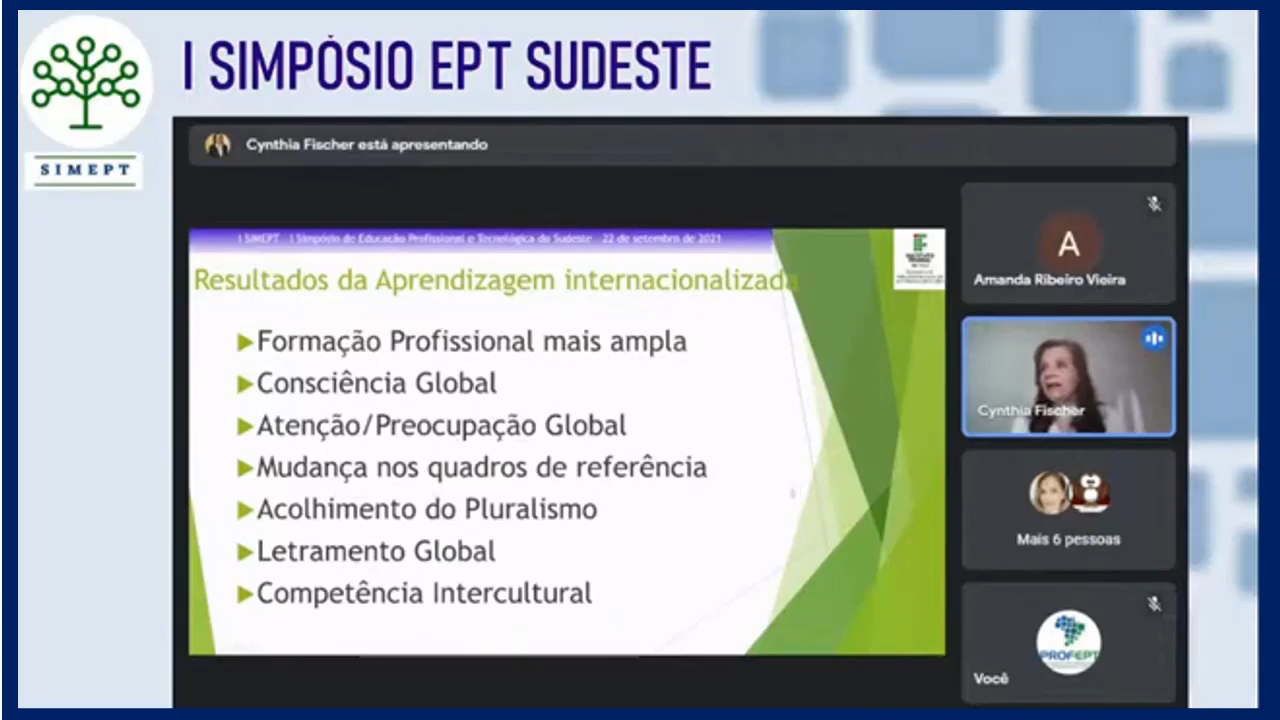 I SIMPÓSIO EPT SUDESTE
SIMEPT
Cynthia Fischer está apresentando
I SIMEPT - I Simpósio de Educação Profissional e Tecnológica do Sudeste - 22 de setembro de 2021
INSTITUTO
FEDERAL
Resultados da Aprendizagem internacionalizada
Formação Profissional mais ampla
Consciência Global
Atenção/Preocupação Global
Mudança nos quadros de referência
Acolhimento do Pluralismo
Letramento Global
Competência Intercultural
A
Amanda Ribeiro Vieira
Cynthia Fischer
Mais 6 pessoas
PROFEPT
Você